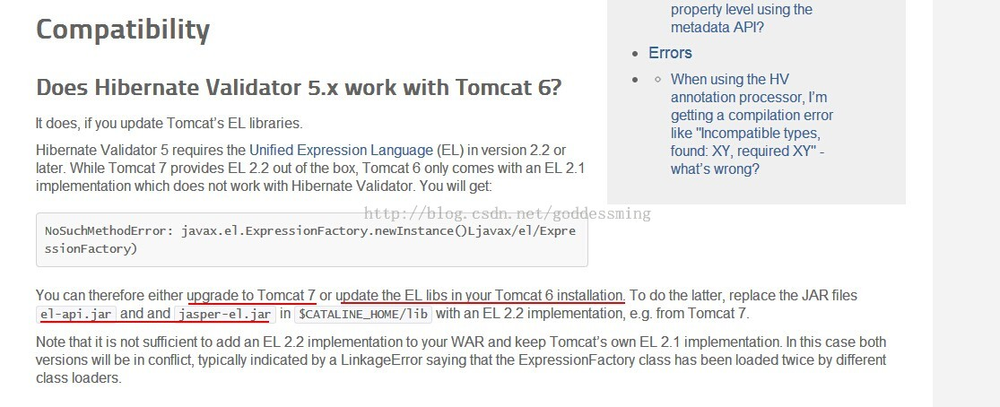 Compatibility
Does Hibernate Validator 5.x work with Tomcat 6?
It does, if you update Tomcat’s EL libraries.
Hibernate Validator 5 requires the Unified Expression Language (EL) in version 2.2 or
later. While Tomcat 7 provides EL 2.2 out of the box, Tomcat 6 only comes with an EL 2.1
implementation which does not work with Hibernate Validator. You will get:
http://blog.csdn.net/goddessming
NoSuchMethodError: javax.el.ExpressionFactory.newInstance()Ljavax/el/Expre
ssionFactory)
You can therefore either upgrade to Tomcat 7 or update the EL libs in your Tomcat 6 installation. To do the latter, replace the JAR files
el-api.jar and and jasper-el.jar in $CATALINE_HOME/lib with an EL 2.2 implementation, e.g. from Tomcat 7.
Note that it is not sufficient to add an EL 2.2 implementation to your WAR and keep Tomcat’s own EL 2.1 implementation. In this case both
versions will be in conflict, typically indicated by a LinkageError saying that the ExpressionFactory class has been loaded twice by different
class loaders.
property level using the
metadata API?
Errors
When using the HV
annotation processor, I’m
getting a compilation error
like "Incompatible types,
found: XY, required XY" -
what’s wrong?